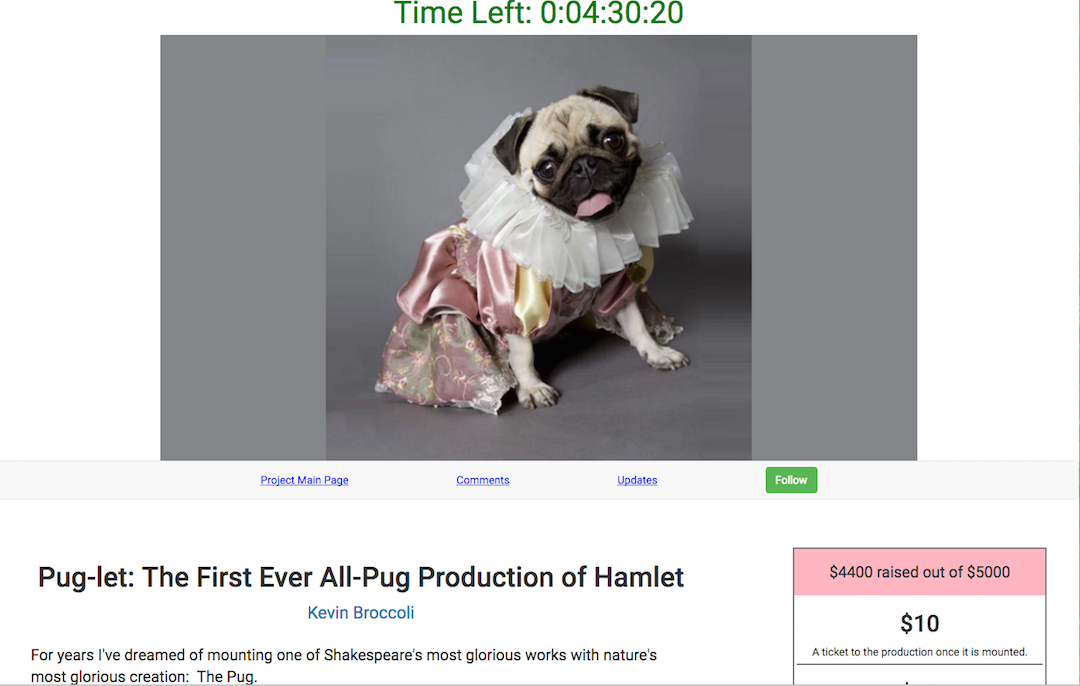 Time Left: 0:04:30:20
Project Main Page
Comments
Updates
Follow
Pug-let: The First Ever All-Pug Production of Hamlet
Kevin Broccoli
For years I've dreamed of mounting one of Shakespeare's most glorious works with nature's
most glorious creation: The Pug.
$4400 raised out of $5000
$10
A ticket to the production once it is mounted.